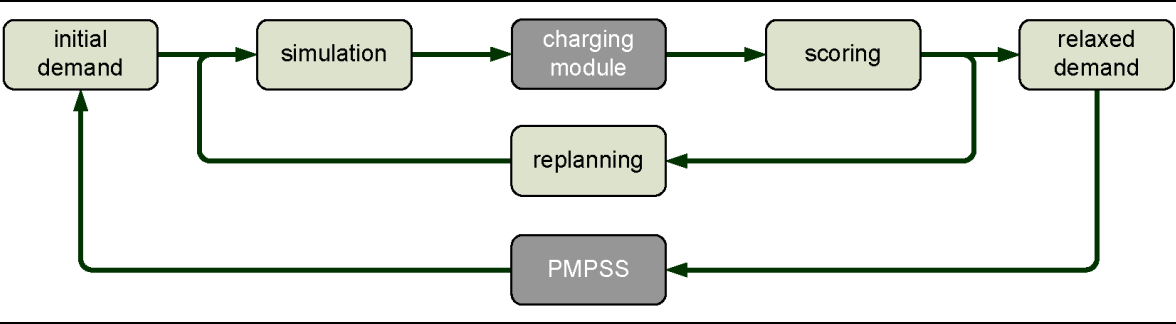 initial
demand
simulation
charging
module
scoring
relaxed
demand
replanning
PMPSS